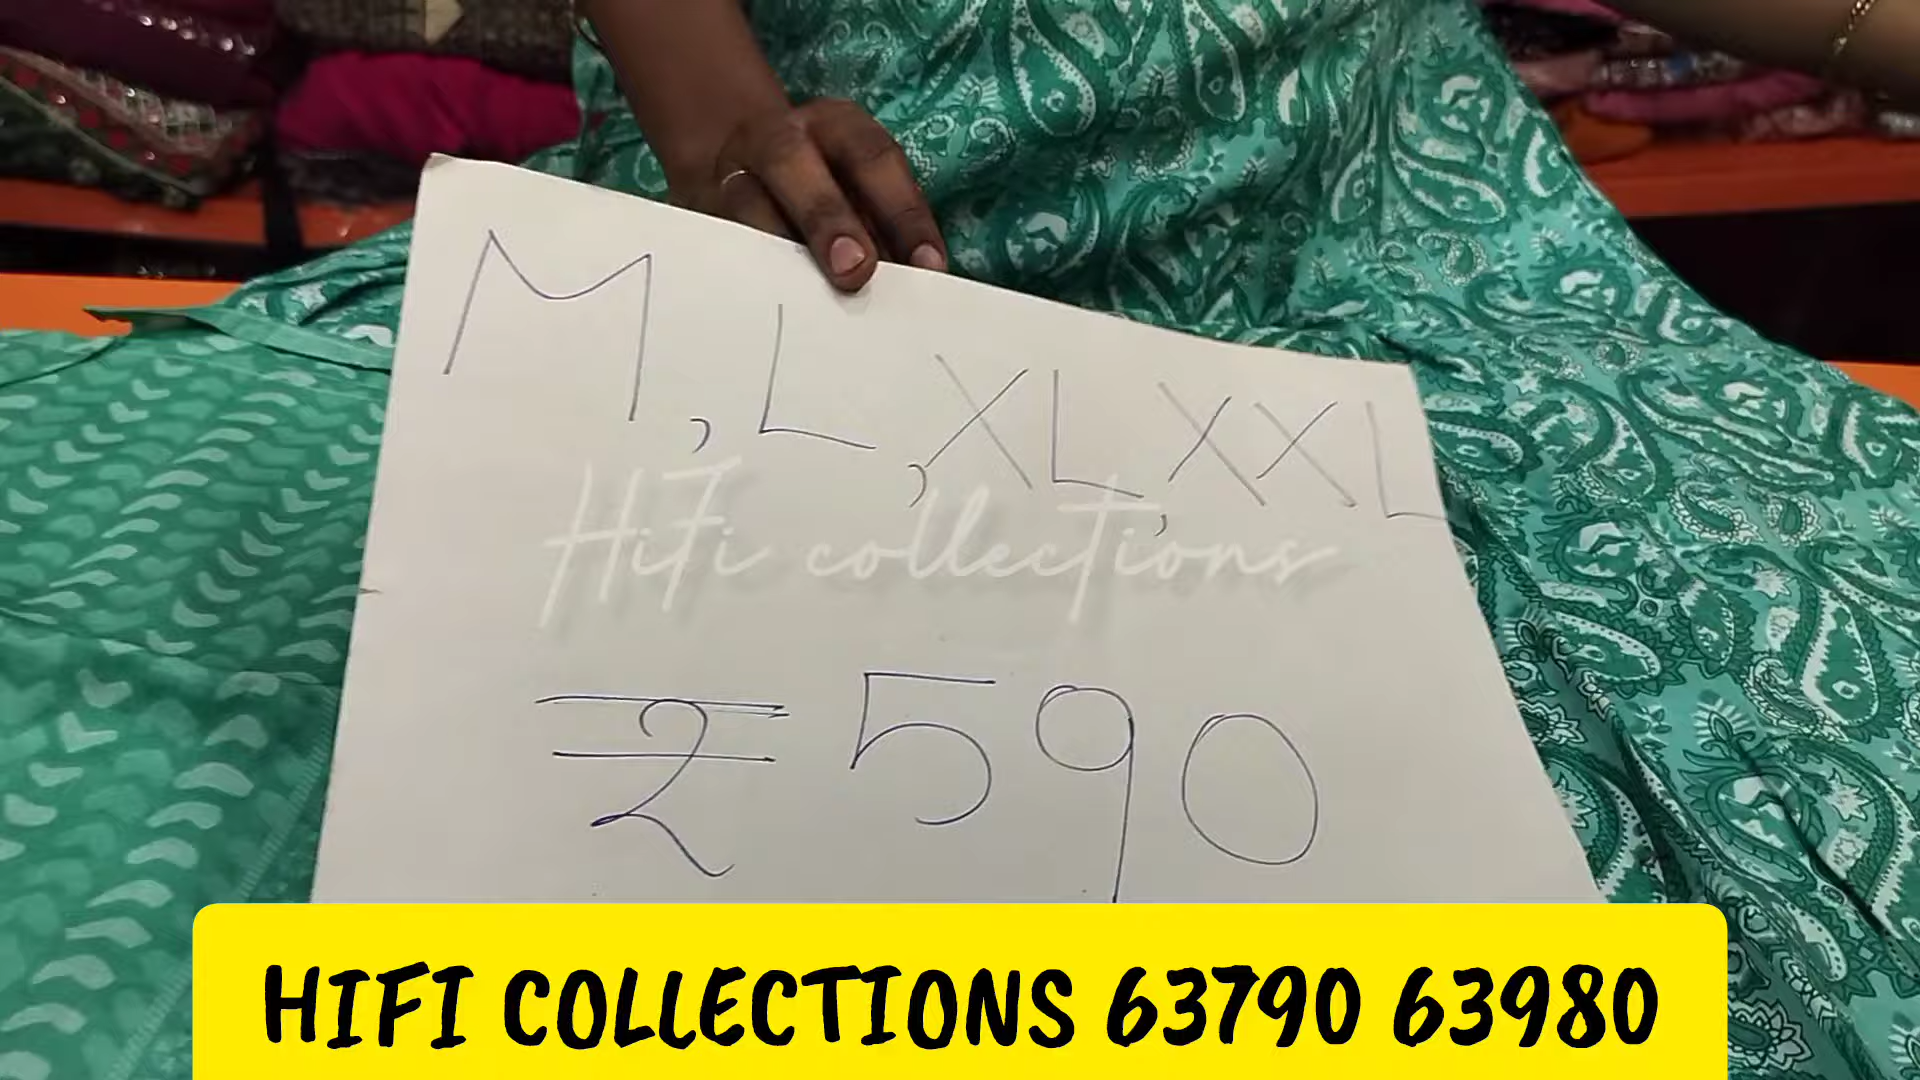 M, L, XL, XXL
HiFi collections
₹ 590
HIFI COLLECTIONS 63790 63980